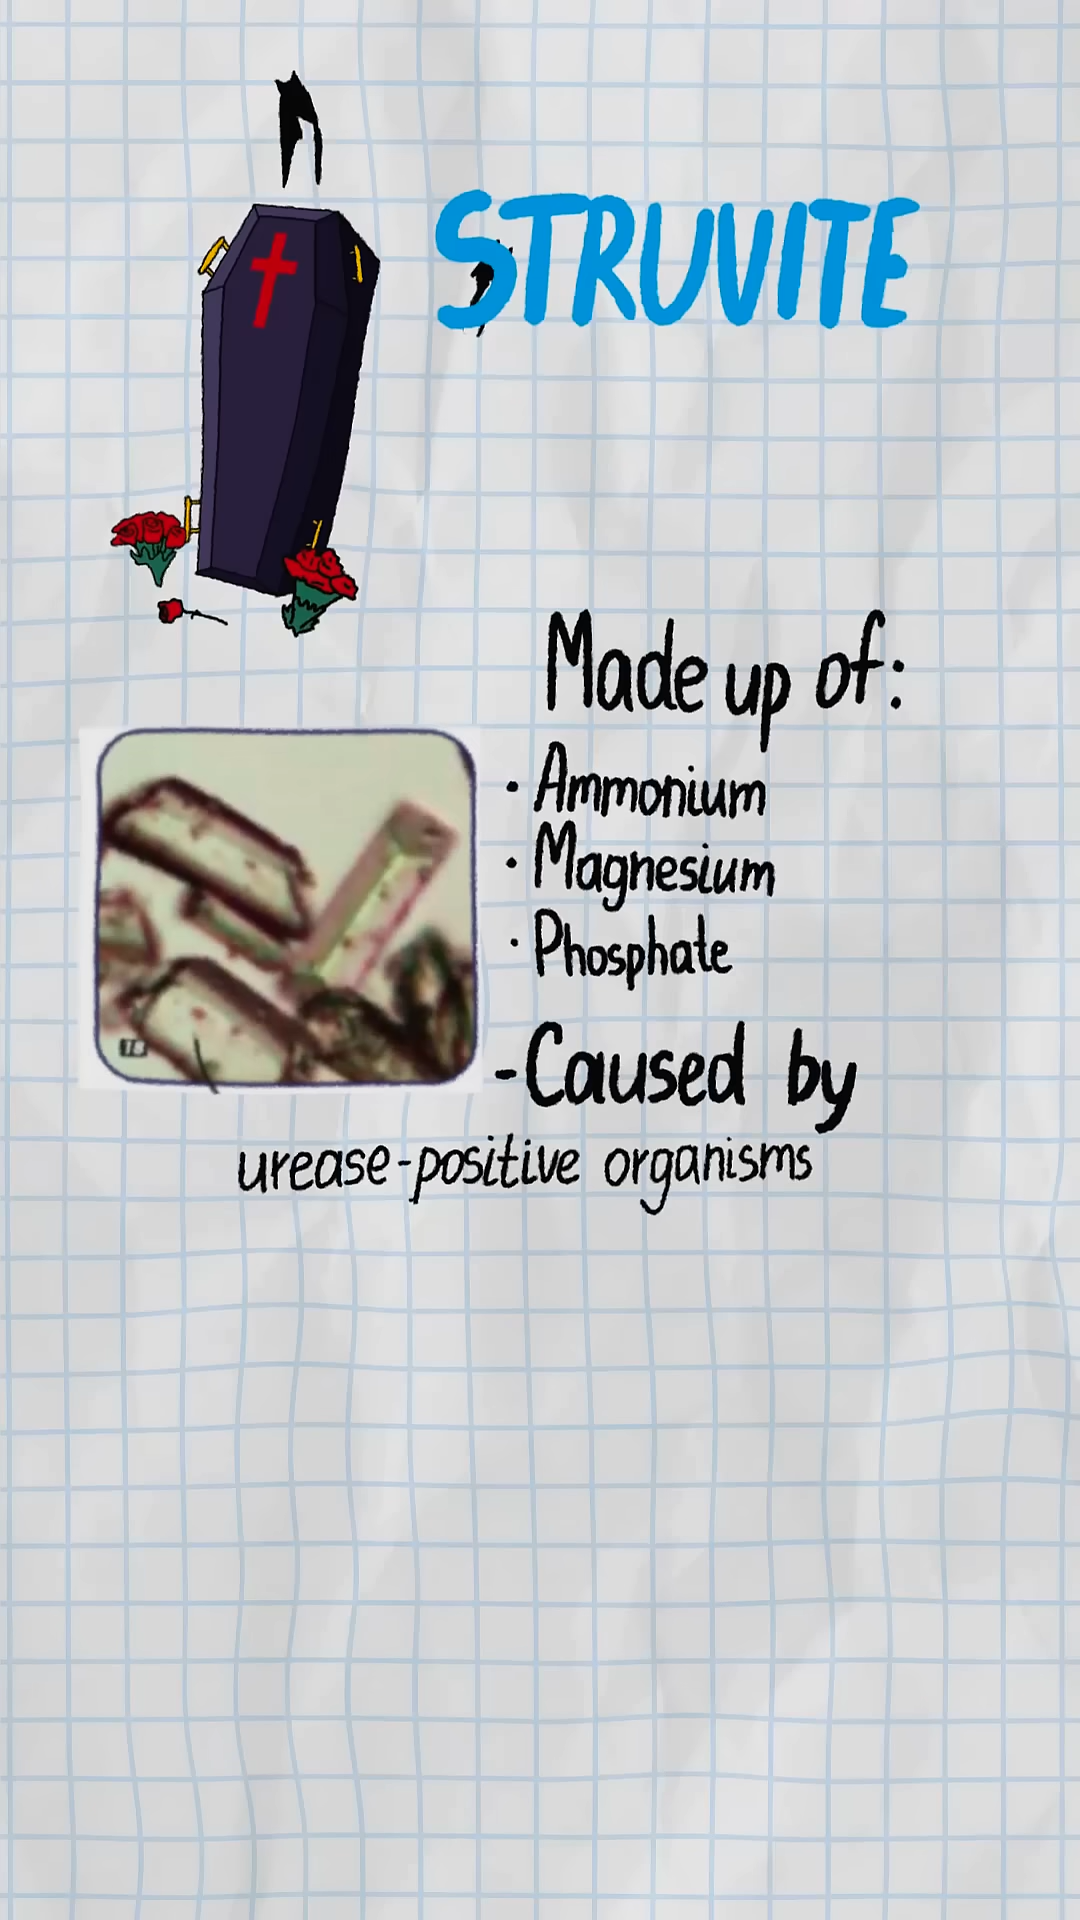 STRUVITE
Made up of:
· Ammonium
· Magnesium
· Phosphate
-Caused by
urease-positive organisms